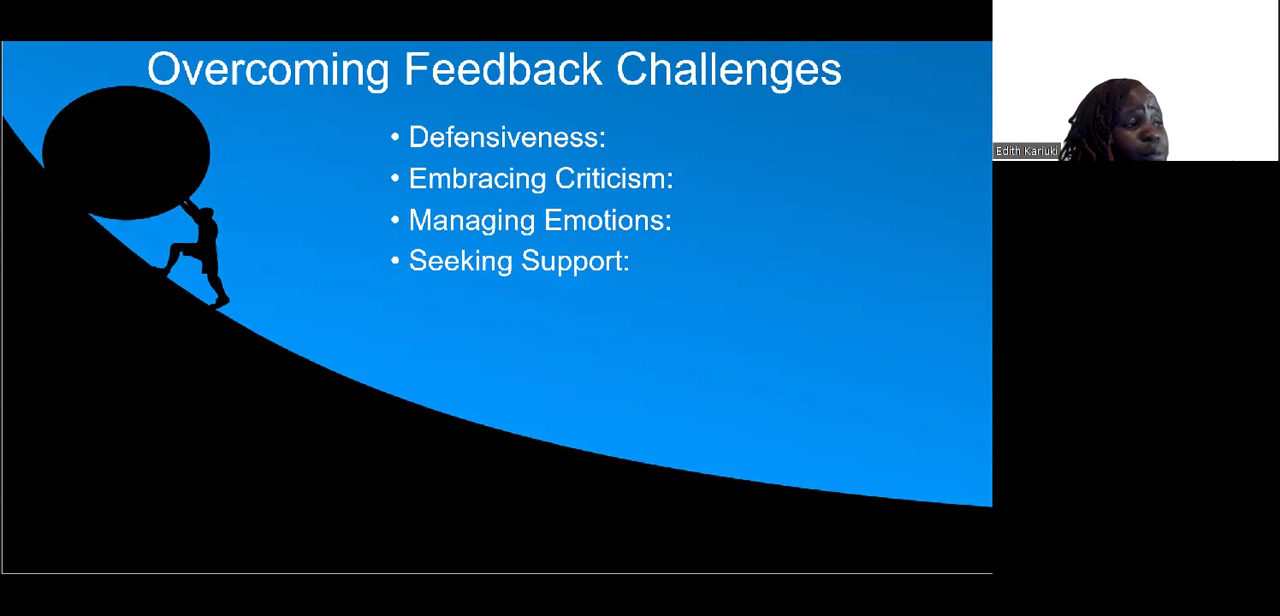 Overcoming Feedback Challenges
• Defensiveness:
• Embracing Criticism:
• Managing Emotions:
• Seeking Support:
Edith Kariuki